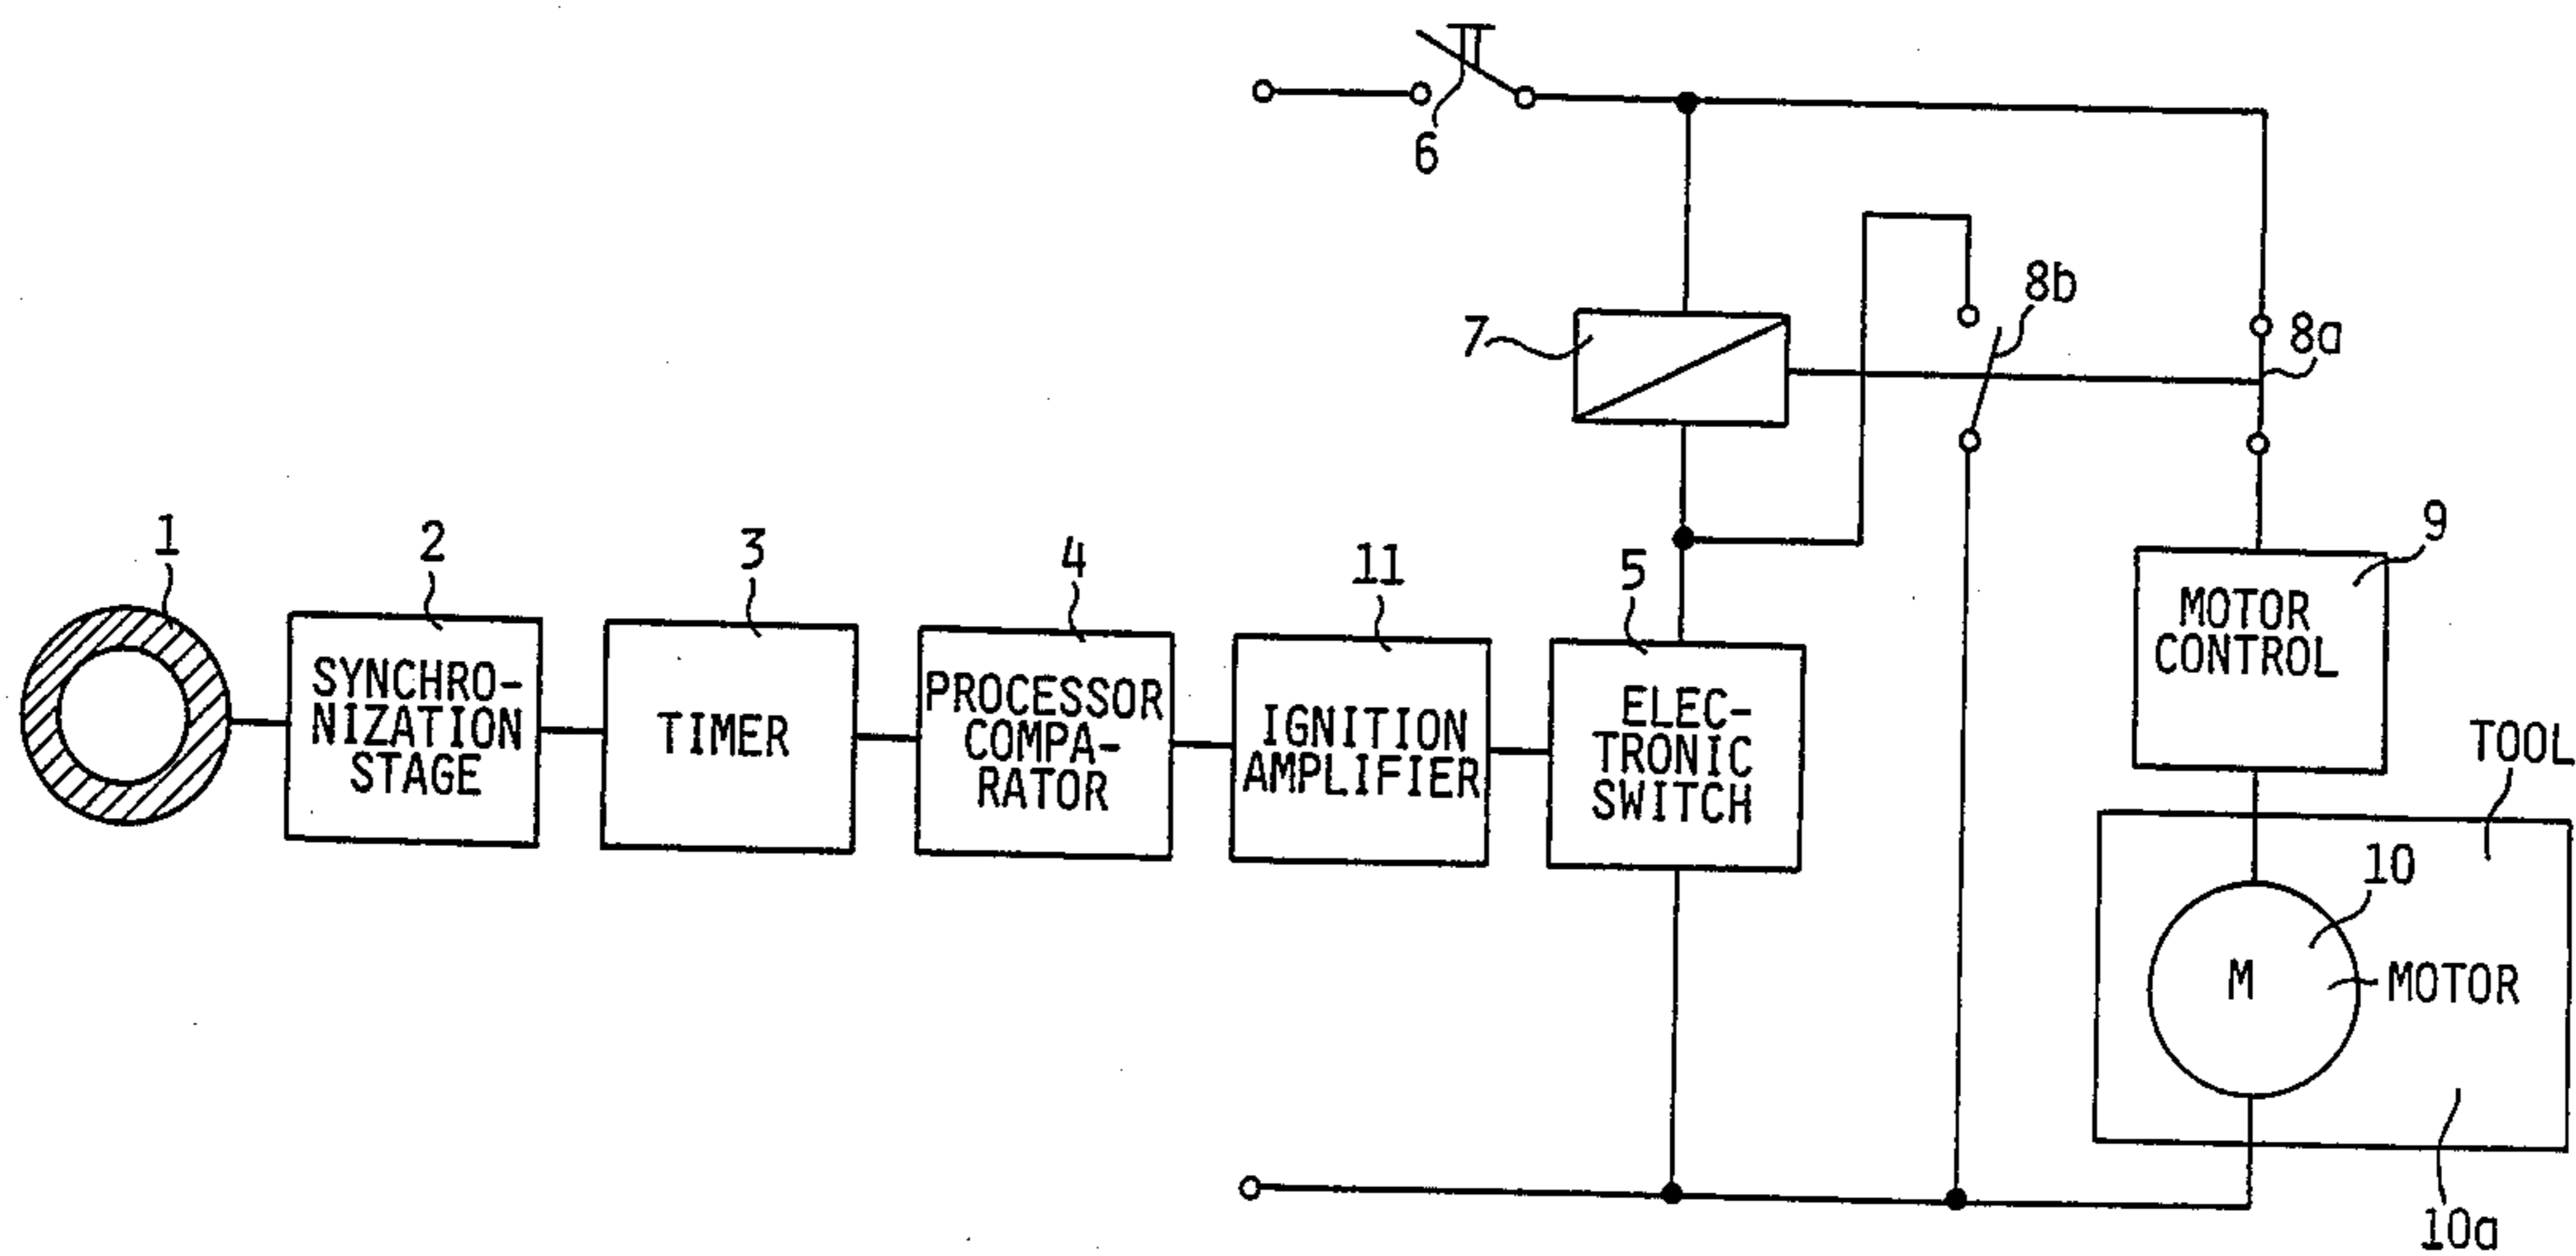 6
8b
7
8a
1
2
3
4
11
5
9
SYNCHRO-
NIZATION
STAGE
TIMER
PROCESSOR
COMPA-
RATOR
IGNITION
AMPLIFIER
ELEC-
TRONIC
SWITCH
MOTOR
CONTROL
TOOL
10
M
MOTOR
10a